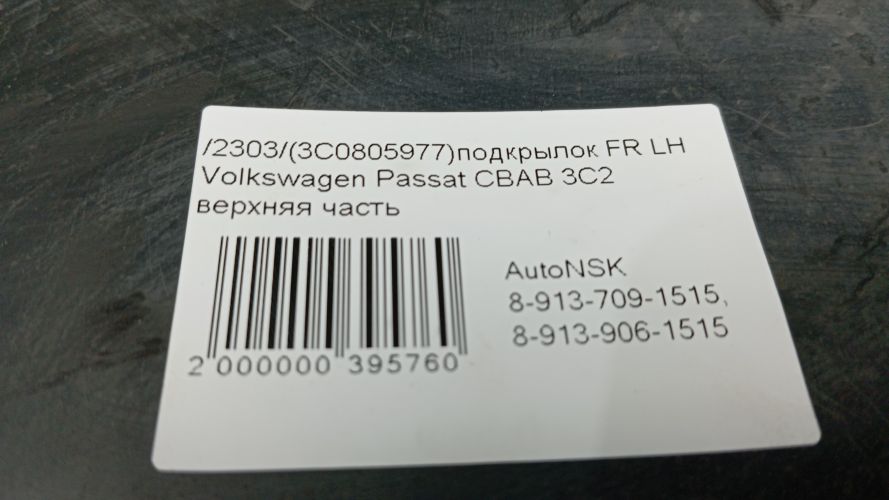 /2303/(3C0805977)подкрылок FR LH
Volkswagen Passat CBAB 3C2
верхняя часть
AutoNSK
8-913-709-1515,
8-913-906-1515
2 000000 395760